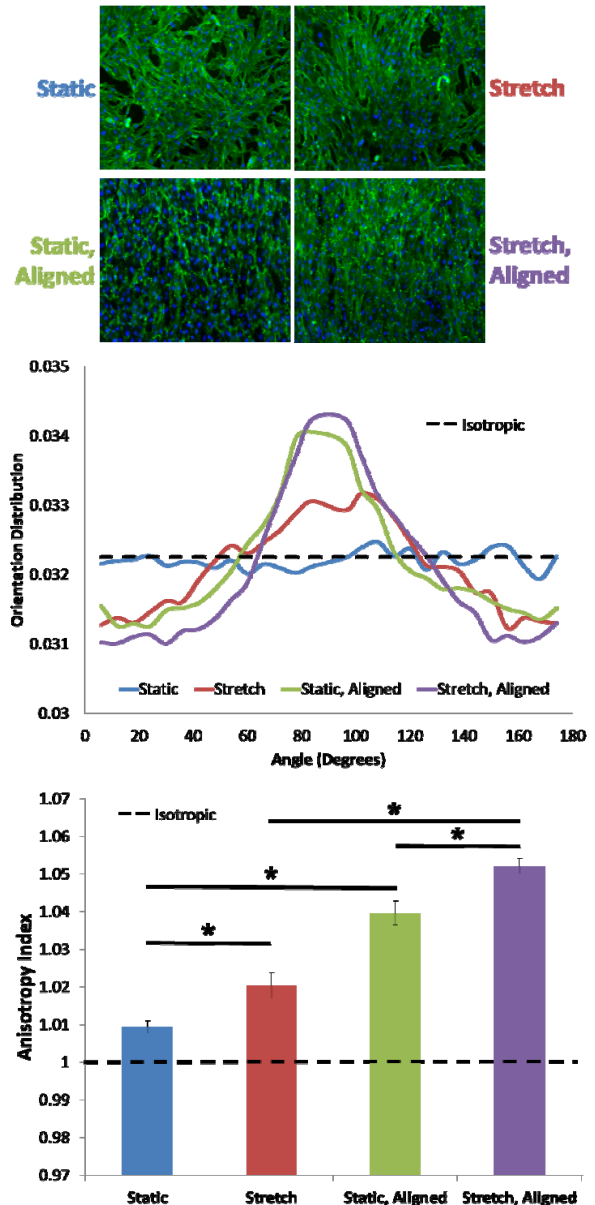 Static
Stretch
Static,
Aligned
Stretch,
Aligned
0.035
0.034
0.033
0.032
0.031
0.03
Orientation Distribution
Isotropic
Static
Stretch
Static, Aligned
Stretch, Aligned
0
20
40
60
80
100
120
140
160
180
Angle (Degrees)
1.07
1.06
1.05
1.04
1.03
1.02
1.01
1
0.99
0.98
0.97
Anisotropy Index
Isotropic
*
*
*
*
Static
Stretch
Static, Aligned
Stretch, Aligned